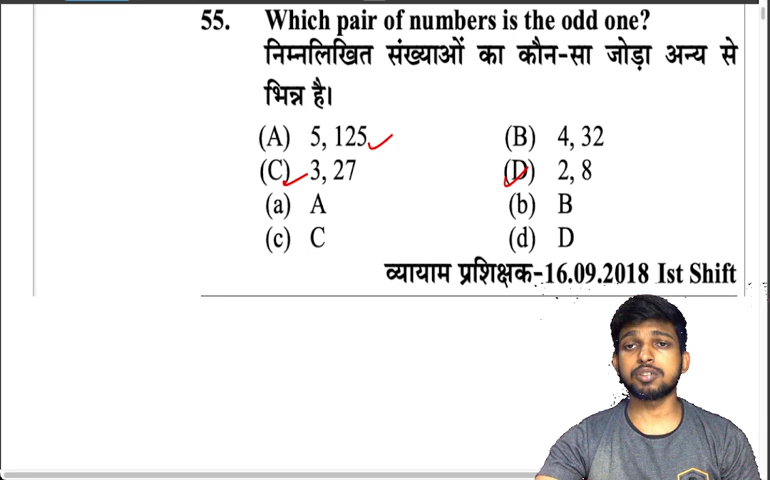 55. Which pair of numbers is the odd one?
निम्नलिखित संख्याओं का कौन-सा जोड़ा अन्य से
भिन्न है।
(A) 5, 125 (B) 4, 32
(C) 3, 27 (D) 2, 8
(a) A (b) B
(c) C (d) D
व्यायाम प्रशिक्षक-16.09.2018 Ist Shift